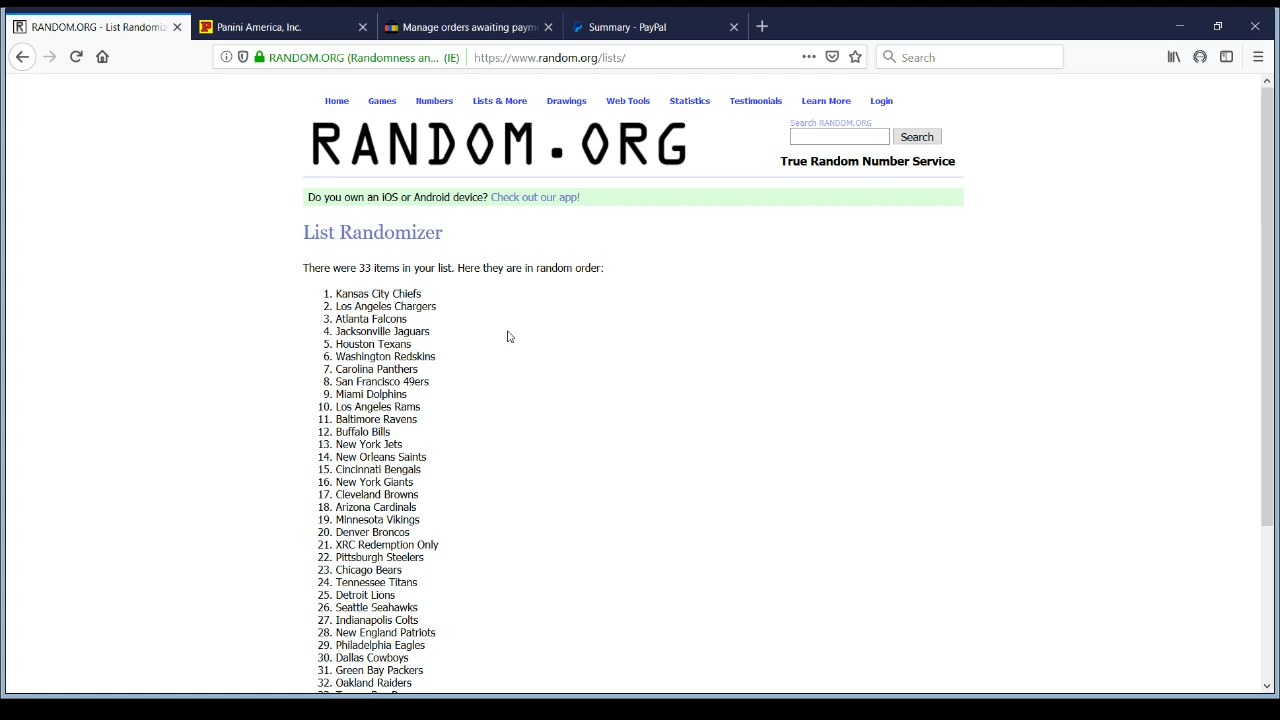 RANDOM.ORG - List Randomiz
Panini America, Inc.
Manage orders awaiting paym
Summary - PayPal
RANDOM.ORG (Randomness an... (IE)
https://www.random.org/lists/
Search
Home Games Numbers Lists & More Drawings Web Tools Statistics Testimonials Learn More Login
RANDOM.ORG
Search RANDOM.ORG
Search
True Random Number Service
Do you own an iOS or Android device? Check out our app!
List Randomizer
There were 33 items in your list. Here they are in random order:
1. Kansas City Chiefs
2. Los Angeles Chargers
3. Atlanta Falcons
4. Jacksonville Jaguars
5. Houston Texans
6. Washington Redskins
7. Carolina Panthers
8. San Francisco 49ers
9. Miami Dolphins
10. Los Angeles Rams
11. Baltimore Ravens
12. Buffalo Bills
13. New York Jets
14. New Orleans Saints
15. Cincinnati Bengals
16. New York Giants
17. Cleveland Browns
18. Arizona Cardinals
19. Minnesota Vikings
20. Denver Broncos
21. XRC Redemption Only
22. Pittsburgh Steelers
23. Chicago Bears
24. Tennessee Titans
25. Detroit Lions
26. Seattle Seahawks
27. Indianapolis Colts
28. New England Patriots
29. Philadelphia Eagles
30. Dallas Cowboys
31. Green Bay Packers
32. Oakland Raiders